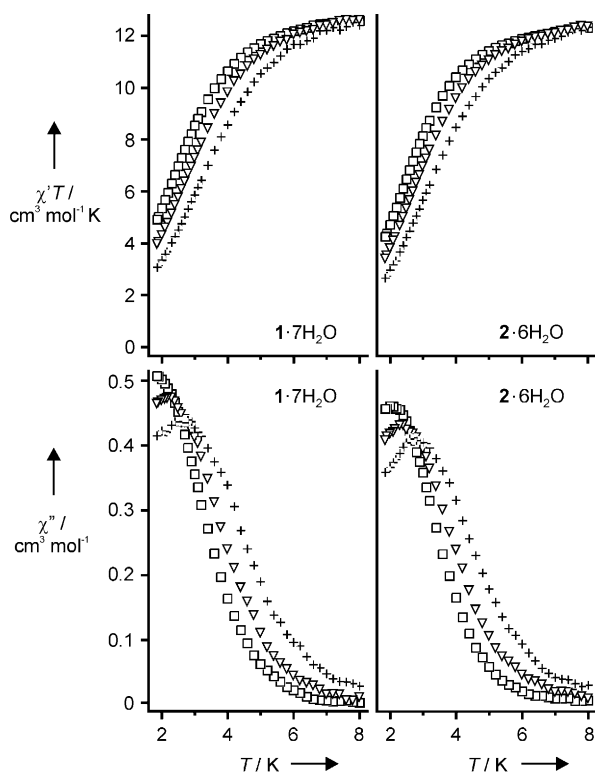 12
10
8
6
4
2
0
χ'T /
cm³ mol⁻¹ K
1·7H₂O
2·6H₂O
0.5
0.4
0.3
0.2
0.1
0
χ" /
cm³ mol⁻¹
1·7H₂O
2·6H₂O
2 4 6 8
2 4 6 8
T / K
T / K